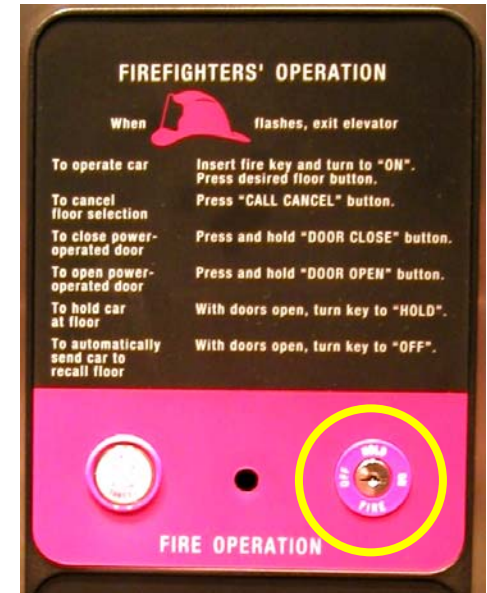 FIREFIGHTERS' OPERATION
When flashes, exit elevator
To operate car Insert fire key and turn to "ON".
Press desired floor button.
To cancel Press "CALL CANCEL" button.
floor selection
To close power- Press and hold "DOOR CLOSE" button.
operated door
To open power- Press and hold "DOOR OPEN" button.
operated door
To hold car With doors open, turn key to "HOLD".
at floor
To automatically With doors open, turn key to "OFF".
send car to
recall floor
HOLD
OFF ON
FIRE
FIRE OPERATION